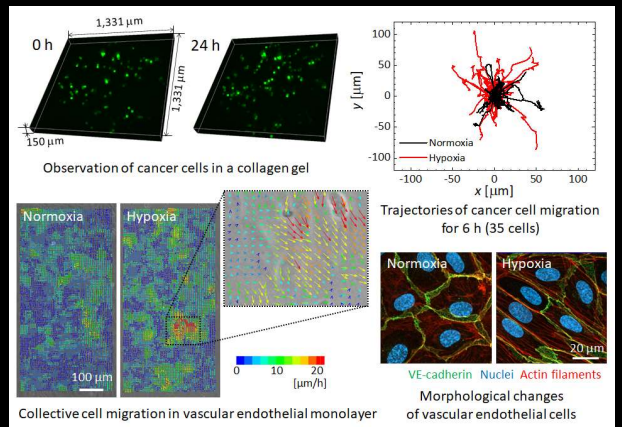 0 h
1,331 μm
24 h
1,331 μm
150 μm
Observation of cancer cells in a collagen gel
100
50
0
-50
-100
y [μm]
Normoxia
Hypoxia
-100 -50 0 50 100
x [μm]
Trajectories of cancer cell migration
for 6 h (35 cells)
Normoxia
Hypoxia
100 μm
0 5 10 15 20
[μm/h]
Collective cell migration in vascular endothelial monolayer
Normoxia
Hypoxia
20 μm
VE-cadherin Nuclei Actin filaments
Morphological changes
of vascular endothelial cells